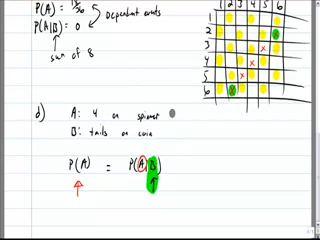 P(A) = 18/36
Dependent events
P(A|B) = 0
sum of 8
1 2 3 4 5 6
1
2
3
4
5
6
d) A: 4 on spinner
B: tails on coin
P(A) = P(A|B)